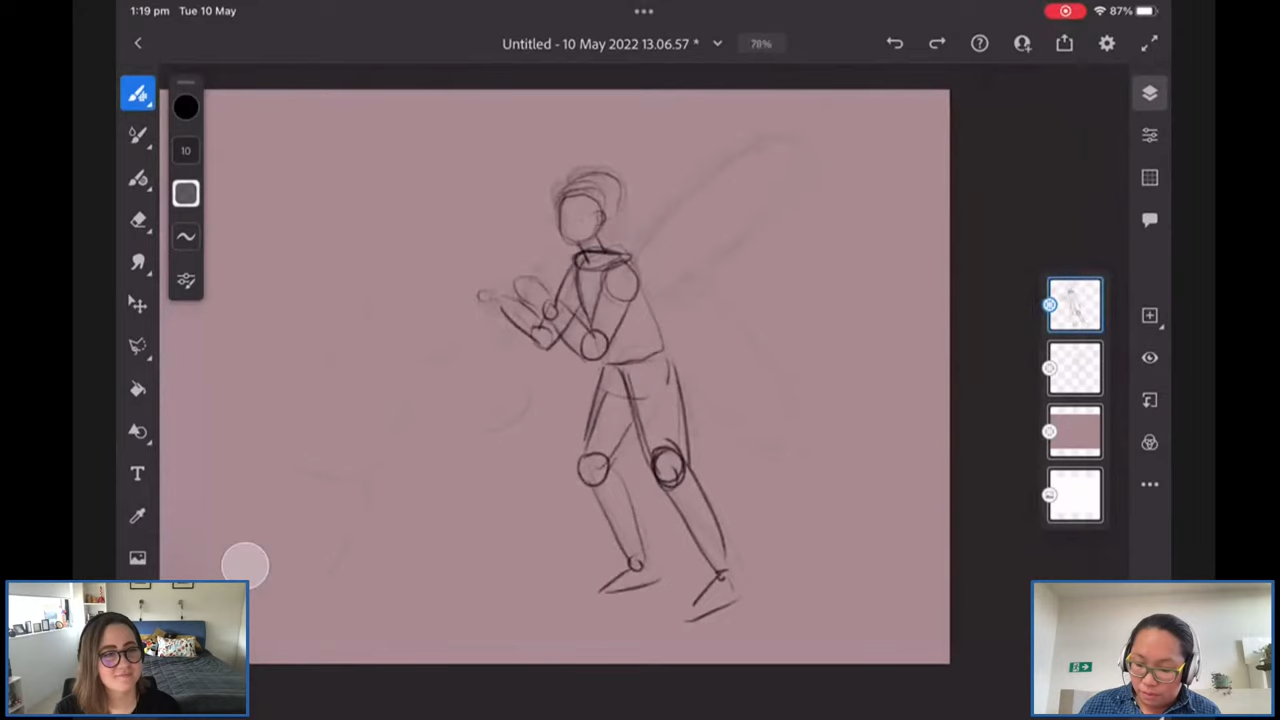 1:19 pm Tue 10 May
87%
Untitled - 10 May 2022 13.06.57 *
78%
10
T